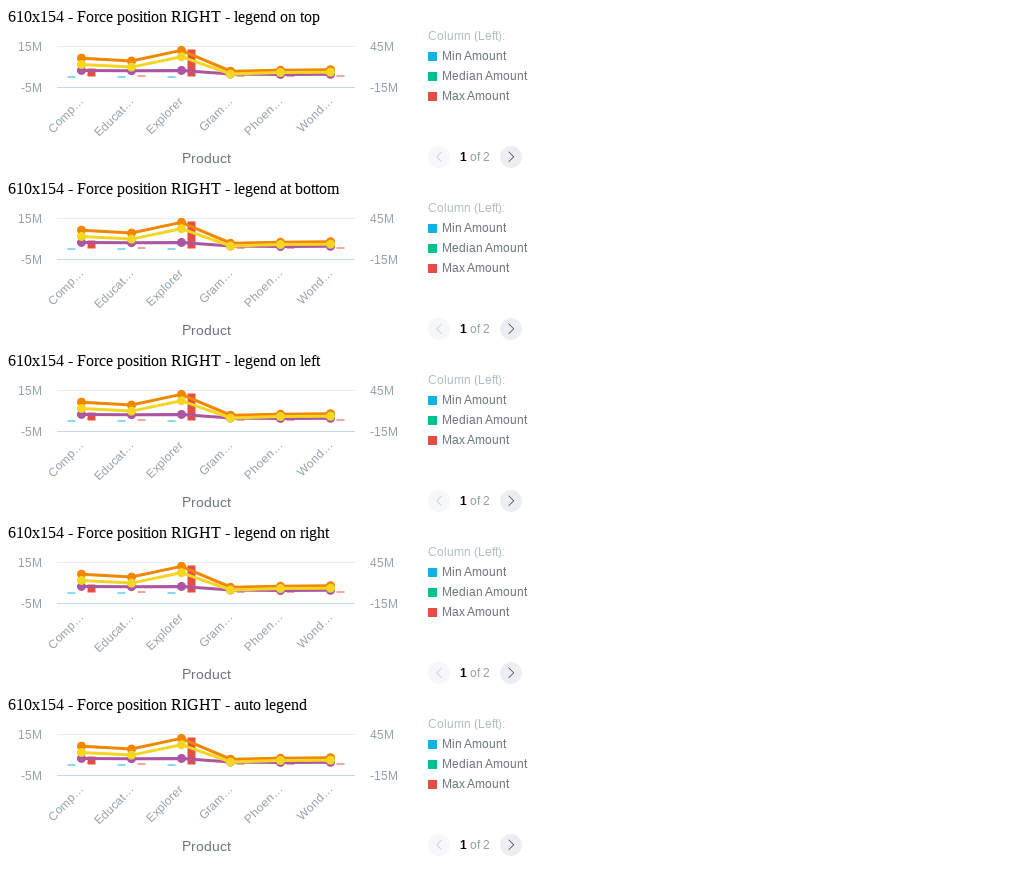 610x154 - Force position RIGHT - legend on top
15M
-5M
45M
-15M
Comp…
Educat…
Explorer
Gram…
Phoen…
Wond…
Product
Column (Left):
Min Amount
Median Amount
Max Amount
1 of 2
610x154 - Force position RIGHT - legend at bottom
15M
-5M
45M
-15M
Comp…
Educat…
Explorer
Gram…
Phoen…
Wond…
Product
Column (Left):
Min Amount
Median Amount
Max Amount
1 of 2
610x154 - Force position RIGHT - legend on left
15M
-5M
45M
-15M
Comp…
Educat…
Explorer
Gram…
Phoen…
Wond…
Product
Column (Left):
Min Amount
Median Amount
Max Amount
1 of 2
610x154 - Force position RIGHT - legend on right
15M
-5M
45M
-15M
Comp…
Educat…
Explorer
Gram…
Phoen…
Wond…
Product
Column (Left):
Min Amount
Median Amount
Max Amount
1 of 2
610x154 - Force position RIGHT - auto legend
15M
-5M
45M
-15M
Comp…
Educat…
Explorer
Gram…
Phoen…
Wond…
Product
Column (Left):
Min Amount
Median Amount
Max Amount
1 of 2